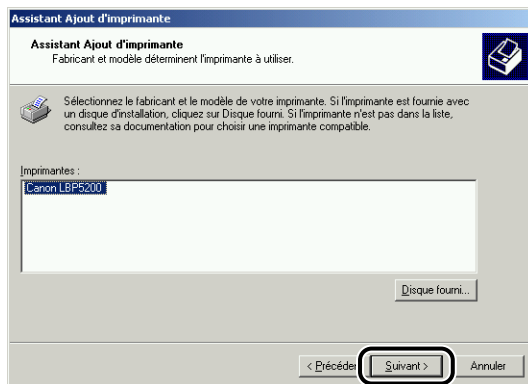 Assistant Ajout d'imprimante
Assistant Ajout d'imprimante
Fabricant et modèle déterminent l'imprimante à utiliser.
Sélectionnez le fabricant et le modèle de votre imprimante. Si l'imprimante est fournie avec
un disque d'installation, cliquez sur Disque fourni. Si l'imprimante n'est pas dans la liste,
consultez sa documentation pour choisir une imprimante compatible.
Imprimantes :
Canon LBP5200
Disque fourni...
< Précéden Suivant > Annuler